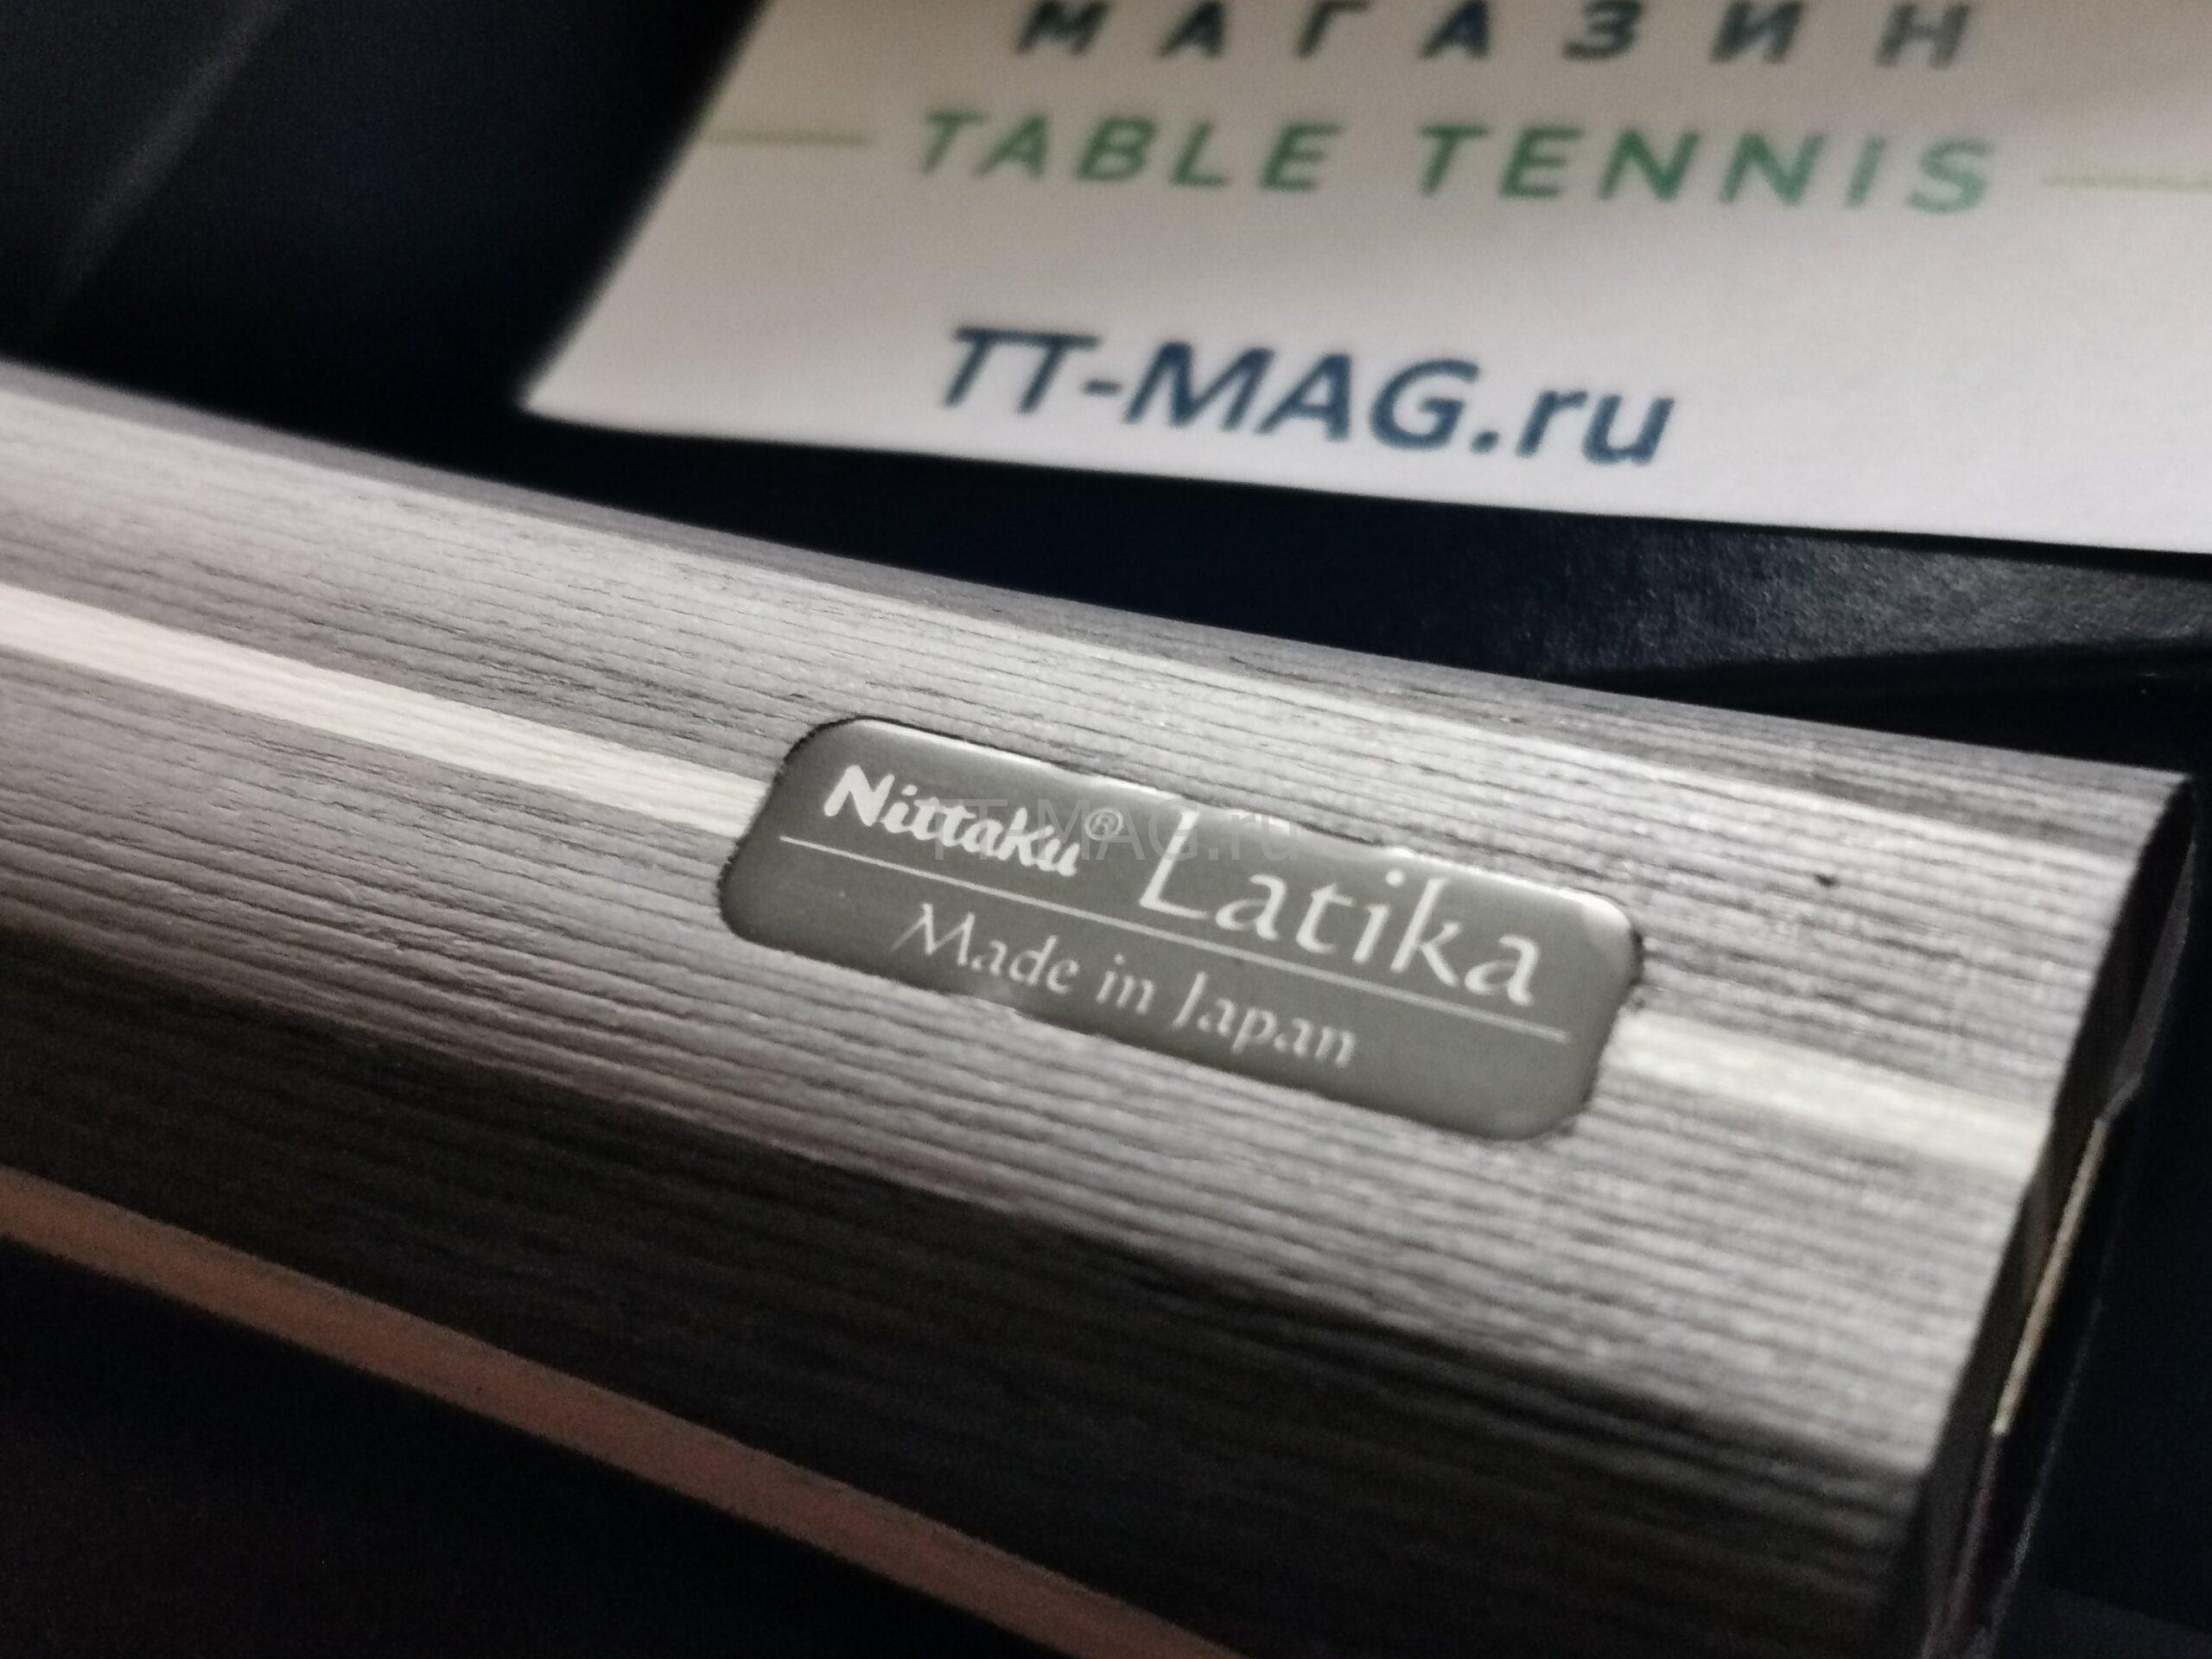 МАГАЗИН
TABLE TENNIS
TT-MAG.ru
Nittaku® Latika
TT-MAG.ru
Made in Japan